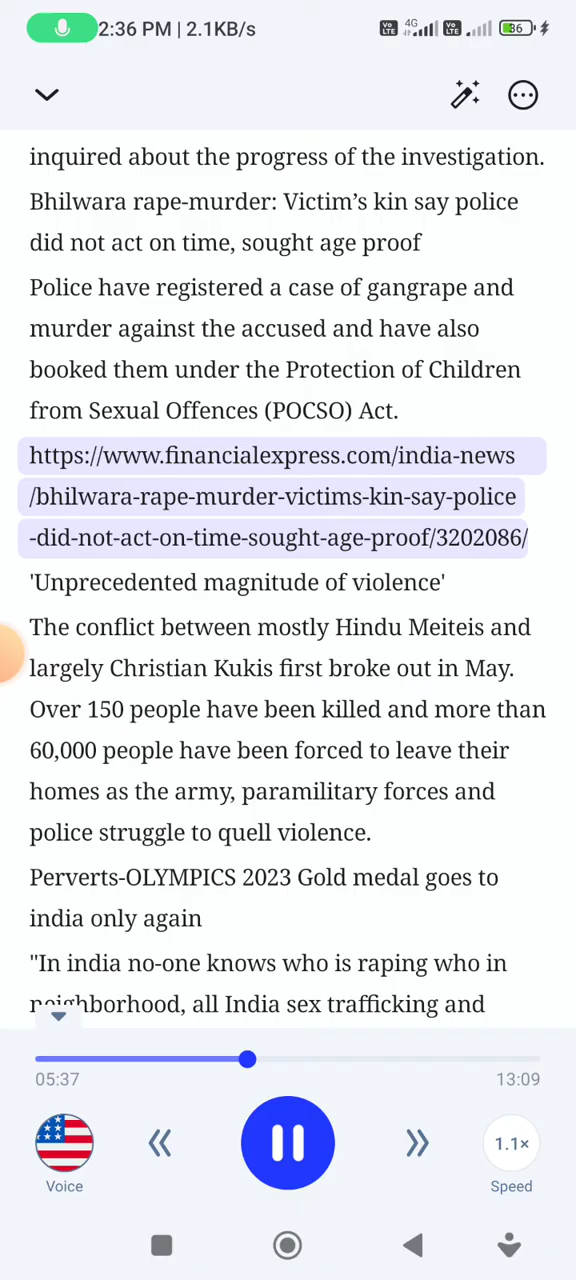 2:36 PM | 2.1KB/s
Vo LTE 4G Vo LTE 36
inquired about the progress of the investigation.
Bhilwara rape-murder: Victim’s kin say police
did not act on time, sought age proof
Police have registered a case of gangrape and
murder against the accused and have also
booked them under the Protection of Children
from Sexual Offences (POCSO) Act.
https://www.financialexpress.com/india-news
/bhilwara-rape-murder-victims-kin-say-police
-did-not-act-on-time-sought-age-proof/3202086/
'Unprecedented magnitude of violence'
The conflict between mostly Hindu Meiteis and
largely Christian Kukis first broke out in May.
Over 150 people have been killed and more than
60,000 people have been forced to leave their
homes as the army, paramilitary forces and
police struggle to quell violence.
Perverts-OLYMPICS 2023 Gold medal goes to
india only again
"In india no-one knows who is raping who in
neighborhood, all India sex trafficking and
05:37
13:09
1.1×
Voice
Speed